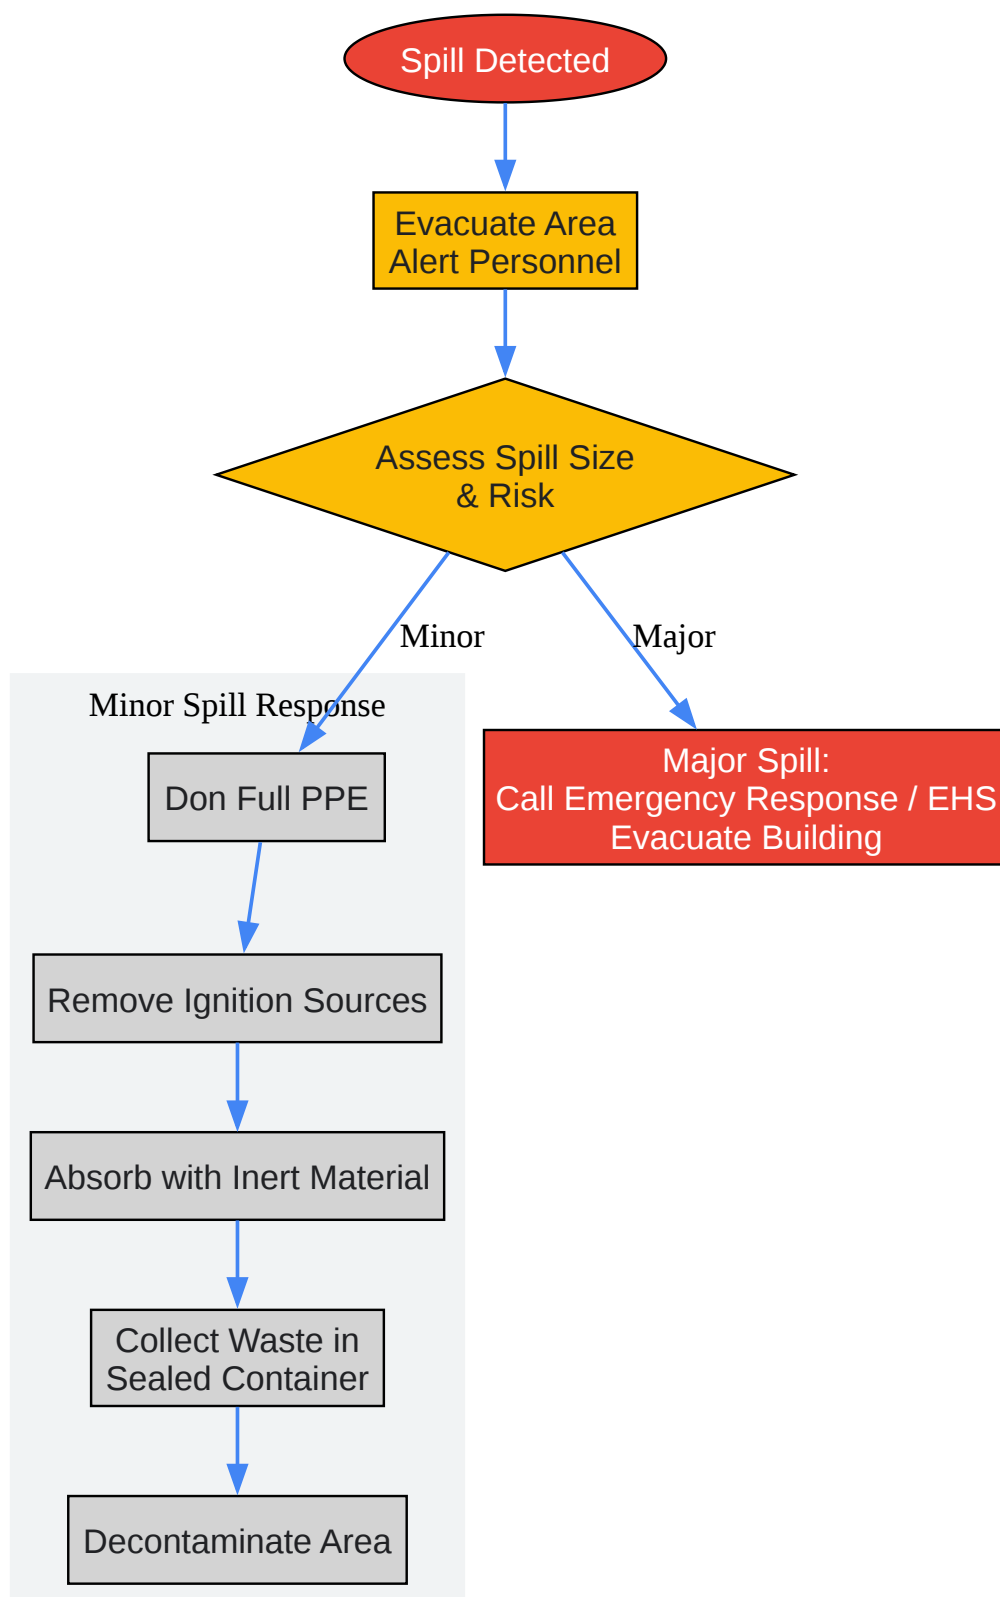 Spill Detected
Evacuate Area
Alert Personnel
Assess Spill Size
& Risk
Minor
Major
Minor Spill Response
Don Full PPE
Major Spill:
Call Emergency Response / EHS
Evacuate Building
Remove Ignition Sources
Absorb with Inert Material
Collect Waste in
Sealed Container
Decontaminate Area